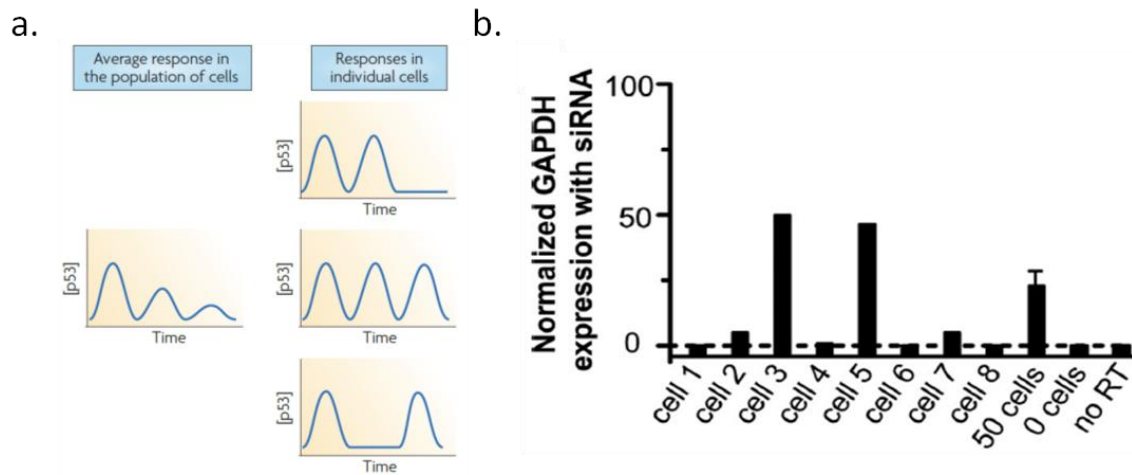 a.
Average response in
the population of cells
Responses in
individual cells
[p53]
Time
[p53]
Time
[p53]
Time
[p53]
Time
b.
Normalized GAPDH
expression with siRNA
100
50
0
cell 1
cell 2
cell 3
cell 4
cell 5
cell 6
cell 7
cell 8
50 cells
0 cells
no RT